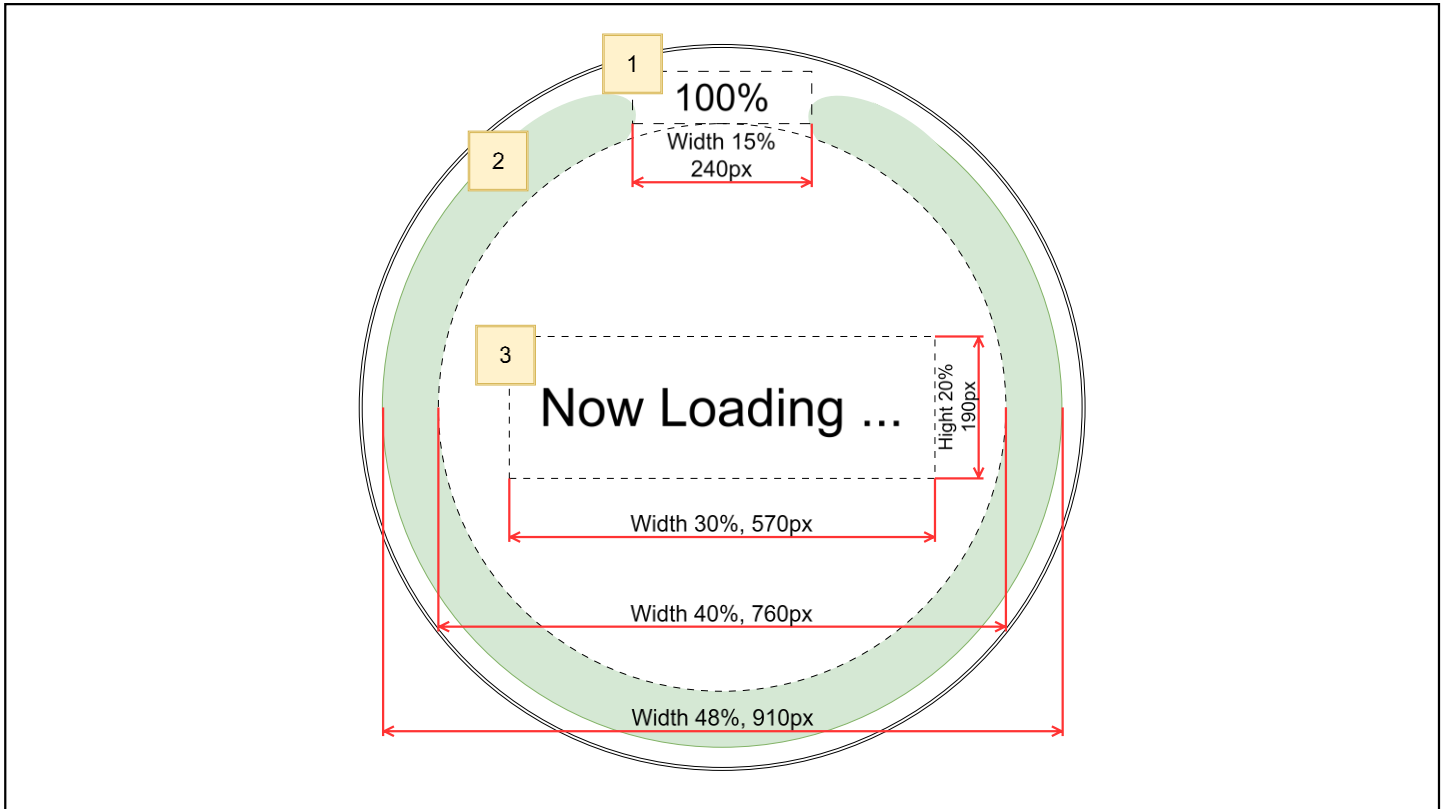 1
100%
Width 15%
240px
2
3
Now Loading ...
Hight 20%
190px
Width 30%, 570px
Width 40%, 760px
Width 48%, 910px